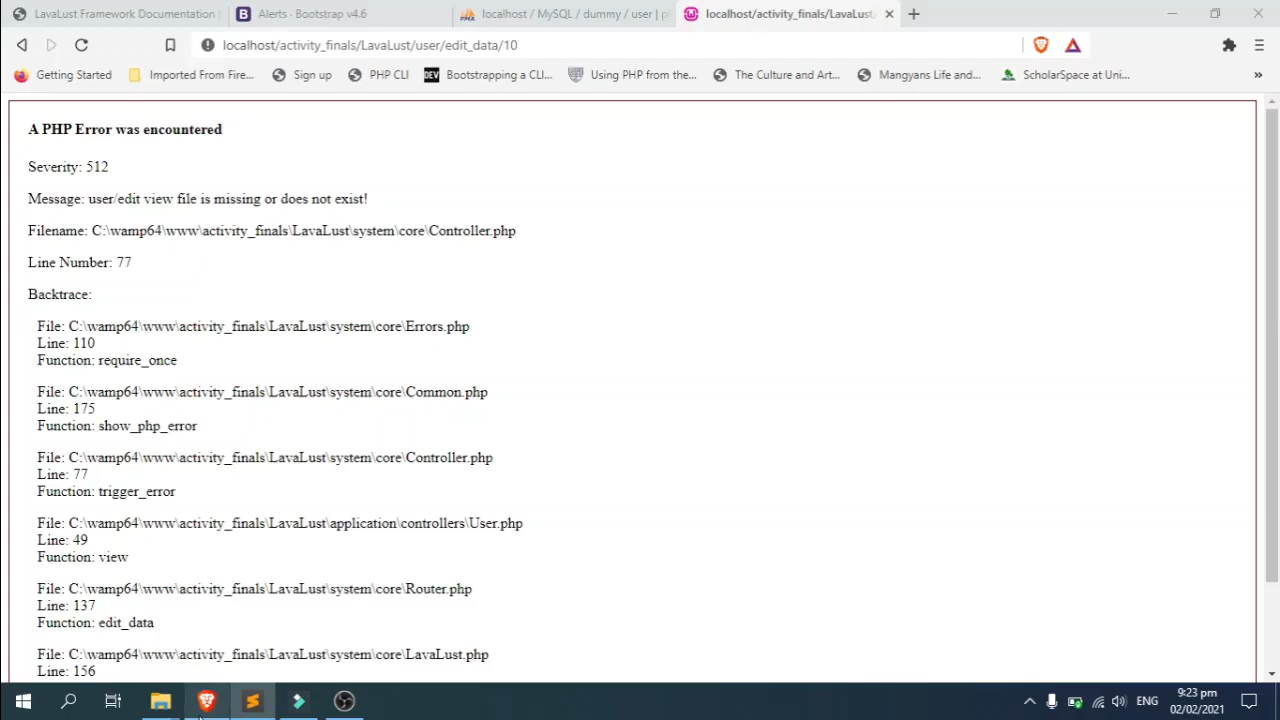 LavaLust Framework Documentation
Alerts · Bootstrap v4.6
localhost / MySQL / dummy / user | p
localhost/activity_finals/LavaLust/
localhost/activity_finals/LavaLust/user/edit_data/10
Getting Started
Imported From Fire...
Sign up
PHP CLI
DEV
Bootstrapping a CLI...
Using PHP from the...
The Culture and Art...
Mangyans Life and...
ScholarSpace at Uni...
A PHP Error was encountered
Severity: 512
Message: user/edit view file is missing or does not exist!
Filename: C:\wamp64\www\activity_finals\LavaLust\system\core\Controller.php
Line Number: 77
Backtrace:
File: C:\wamp64\www\activity_finals\LavaLust\system\core\Errors.php
Line: 110
Function: require_once
File: C:\wamp64\www\activity_finals\LavaLust\system\core\Common.php
Line: 175
Function: show_php_error
File: C:\wamp64\www\activity_finals\LavaLust\system\core\Controller.php
Line: 77
Function: trigger_error
File: C:\wamp64\www\activity_finals\LavaLust\application\controllers\User.php
Line: 49
Function: view
File: C:\wamp64\www\activity_finals\LavaLust\system\core\Router.php
Line: 137
Function: edit_data
File: C:\wamp64\www\activity_finals\LavaLust\system\core\LavaLust.php
Line: 156
ENG
9:23 pm
02/02/2021